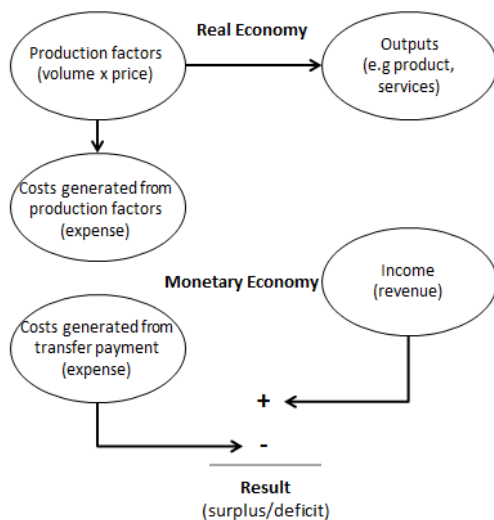 Real Economy
Production factors
(volume x price)
Outputs
(e.g product,
services)
Costs generated from
production factors
(expense)
Monetary Economy
Income
(revenue)
Costs generated from
transfer payment
(expense)
+
-
Result
(surplus/deficit)